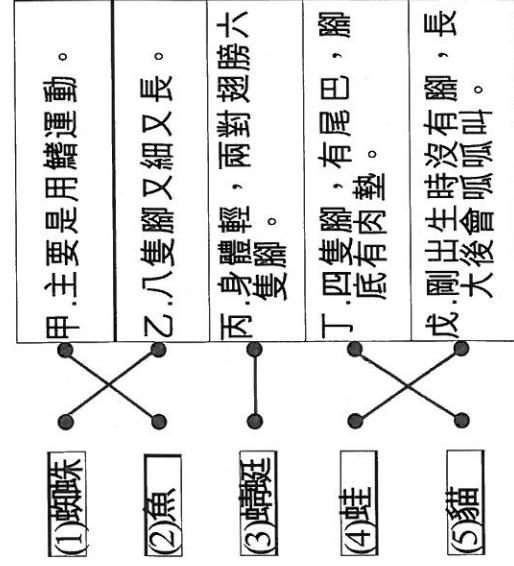 (1)蜘蛛
(2)魚
(3)蜻蜓
(4)蛙
(5)貓
甲.主要是用鰭運動。
乙.八隻腳又細又長。
丙.身體輕，兩對翅膀六
隻腳。
丁.四隻腳，有尾巴，腳
底有肉墊。
戊.剛出生時沒有腳，長
大後會呱呱叫。